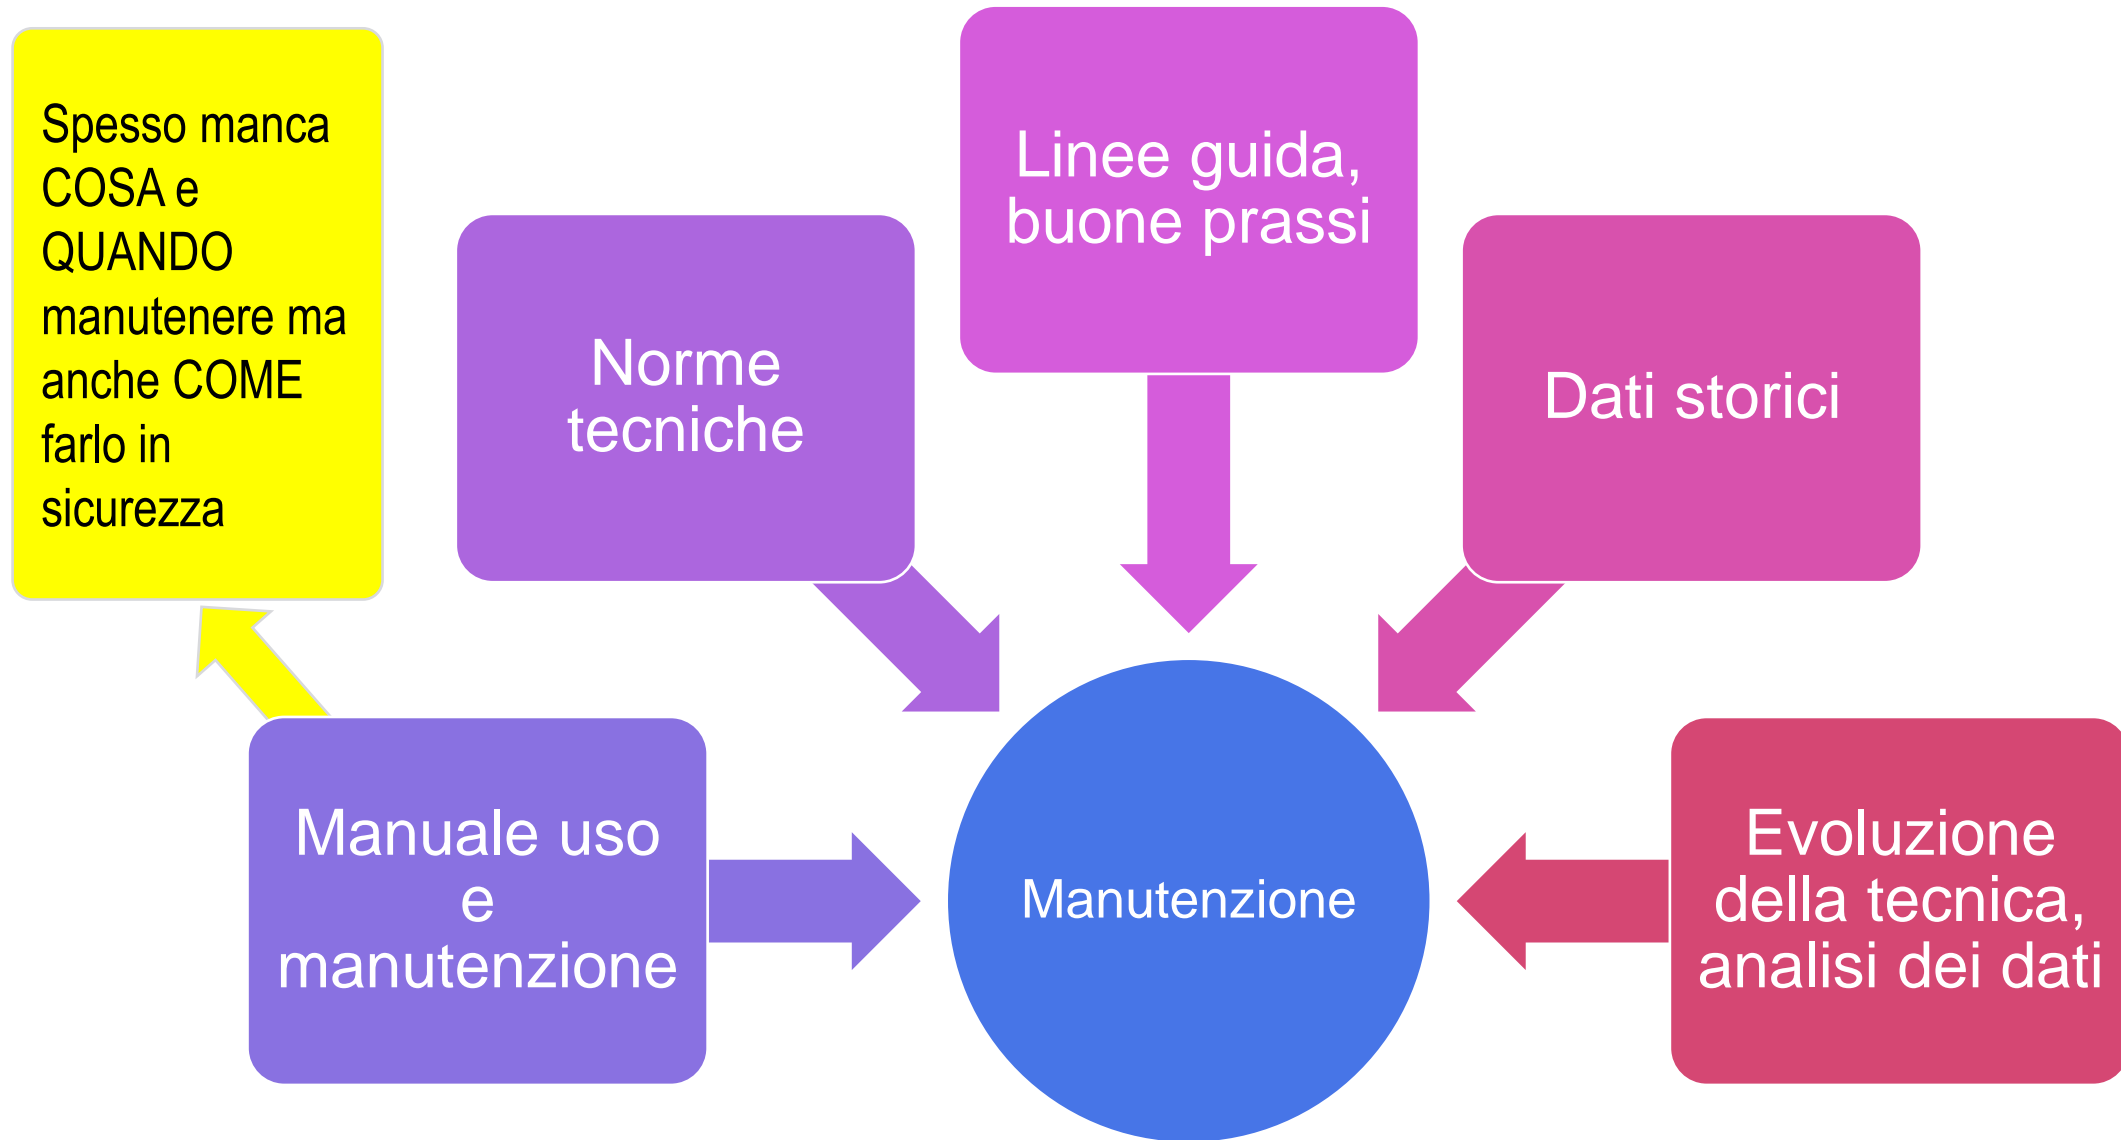 Spesso manca
COSA e
QUANDO
manutenere ma
anche COME
farlo in
sicurezza
Norme
tecniche
Linee guida,
buone prassi
Dati storici
Manuale uso
e
manutenzione
Manutenzione
Evoluzione
della tecnica,
analisi dei dati